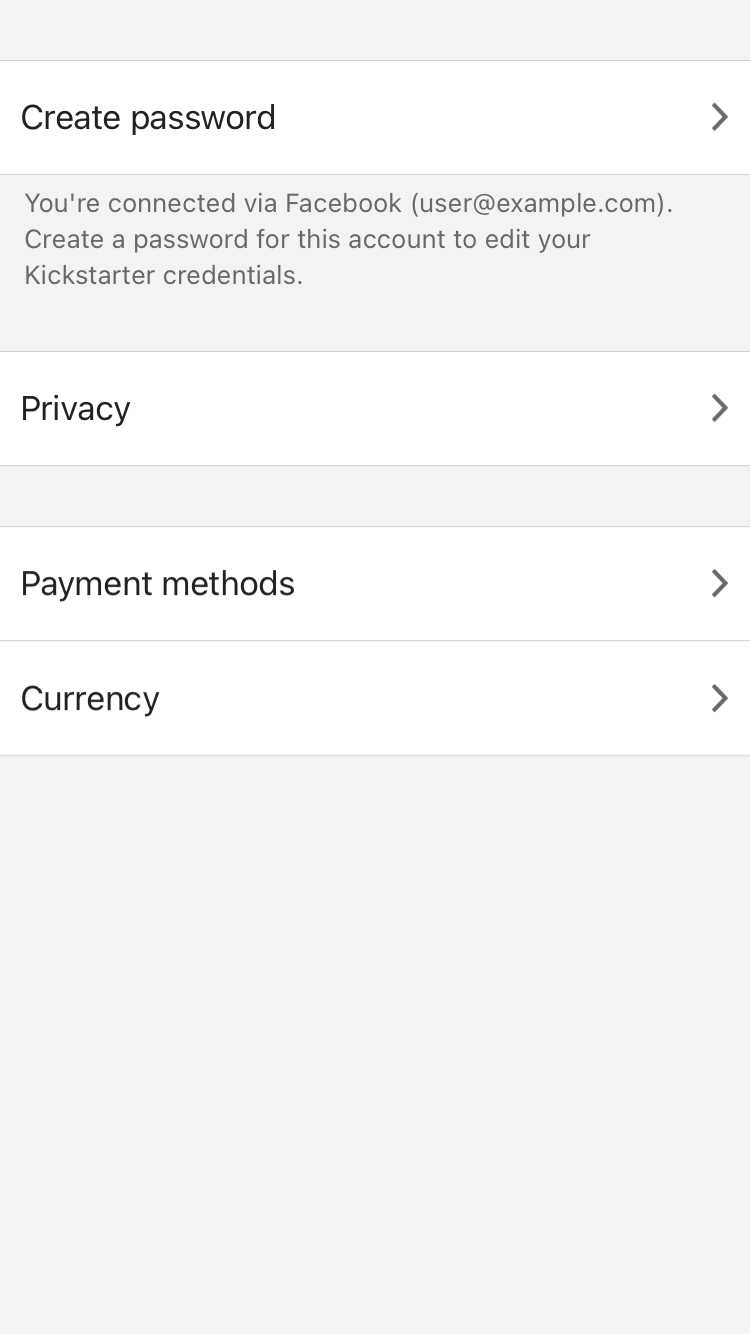 Create password
You're connected via Facebook (user@example.com).
Create a password for this account to edit your
Kickstarter credentials.
Privacy
Payment methods
Currency